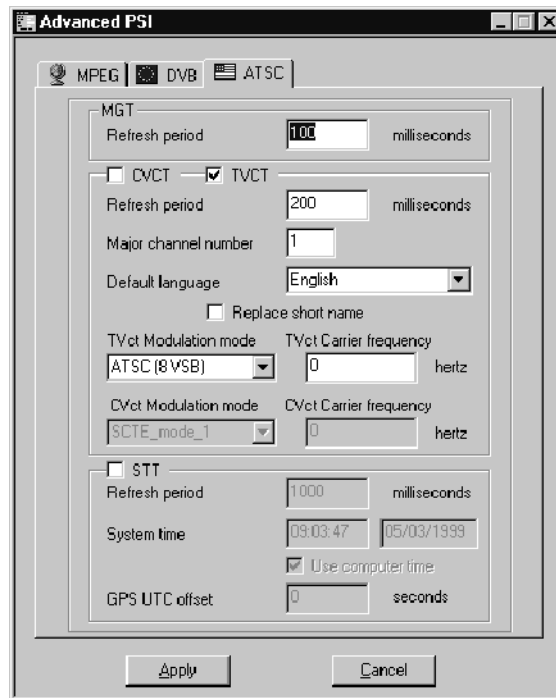 Advanced PSI
MPEG DVB ATSC
MGT
Refresh period 100 milliseconds
CVCT TVCT
Refresh period 200 milliseconds
Major channel number 1
Default language English
Replace short name
TVct Modulation mode TVct Carrier frequency
ATSC (8 VSB) 0 hertz
CVct Modulation mode CVct Carrier frequency
SCTE_mode_1 0 hertz
STT
Refresh period 1000 milliseconds
System time 09:03:47 05/03/1999
Use computer time
GPS UTC offset 0 seconds
Apply Cancel